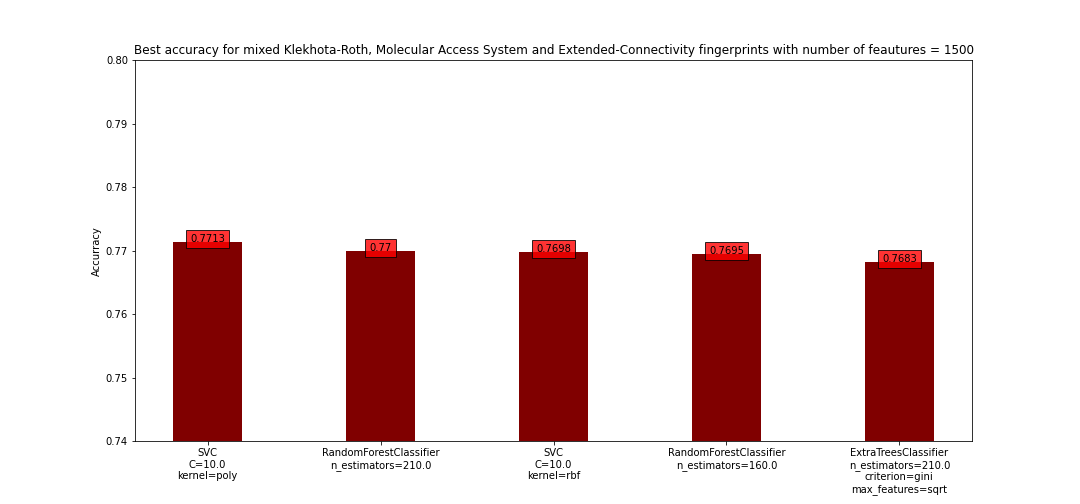 Best accuracy for mixed Klekhota-Roth, Molecular Access System and Extended-Connectivity fingerprints with number of feautures = 1500
Accurracy
0.80
0.79
0.78
0.77
0.76
0.75
0.74
0.7713
0.77
0.7698
0.7695
0.7683
SVC
C=10.0
kernel=poly
RandomForestClassifier
n_estimators=210.0
SVC
C=10.0
kernel=rbf
RandomForestClassifier
n_estimators=160.0
ExtraTreesClassifier
n_estimators=210.0
criterion=gini
max_features=sqrt